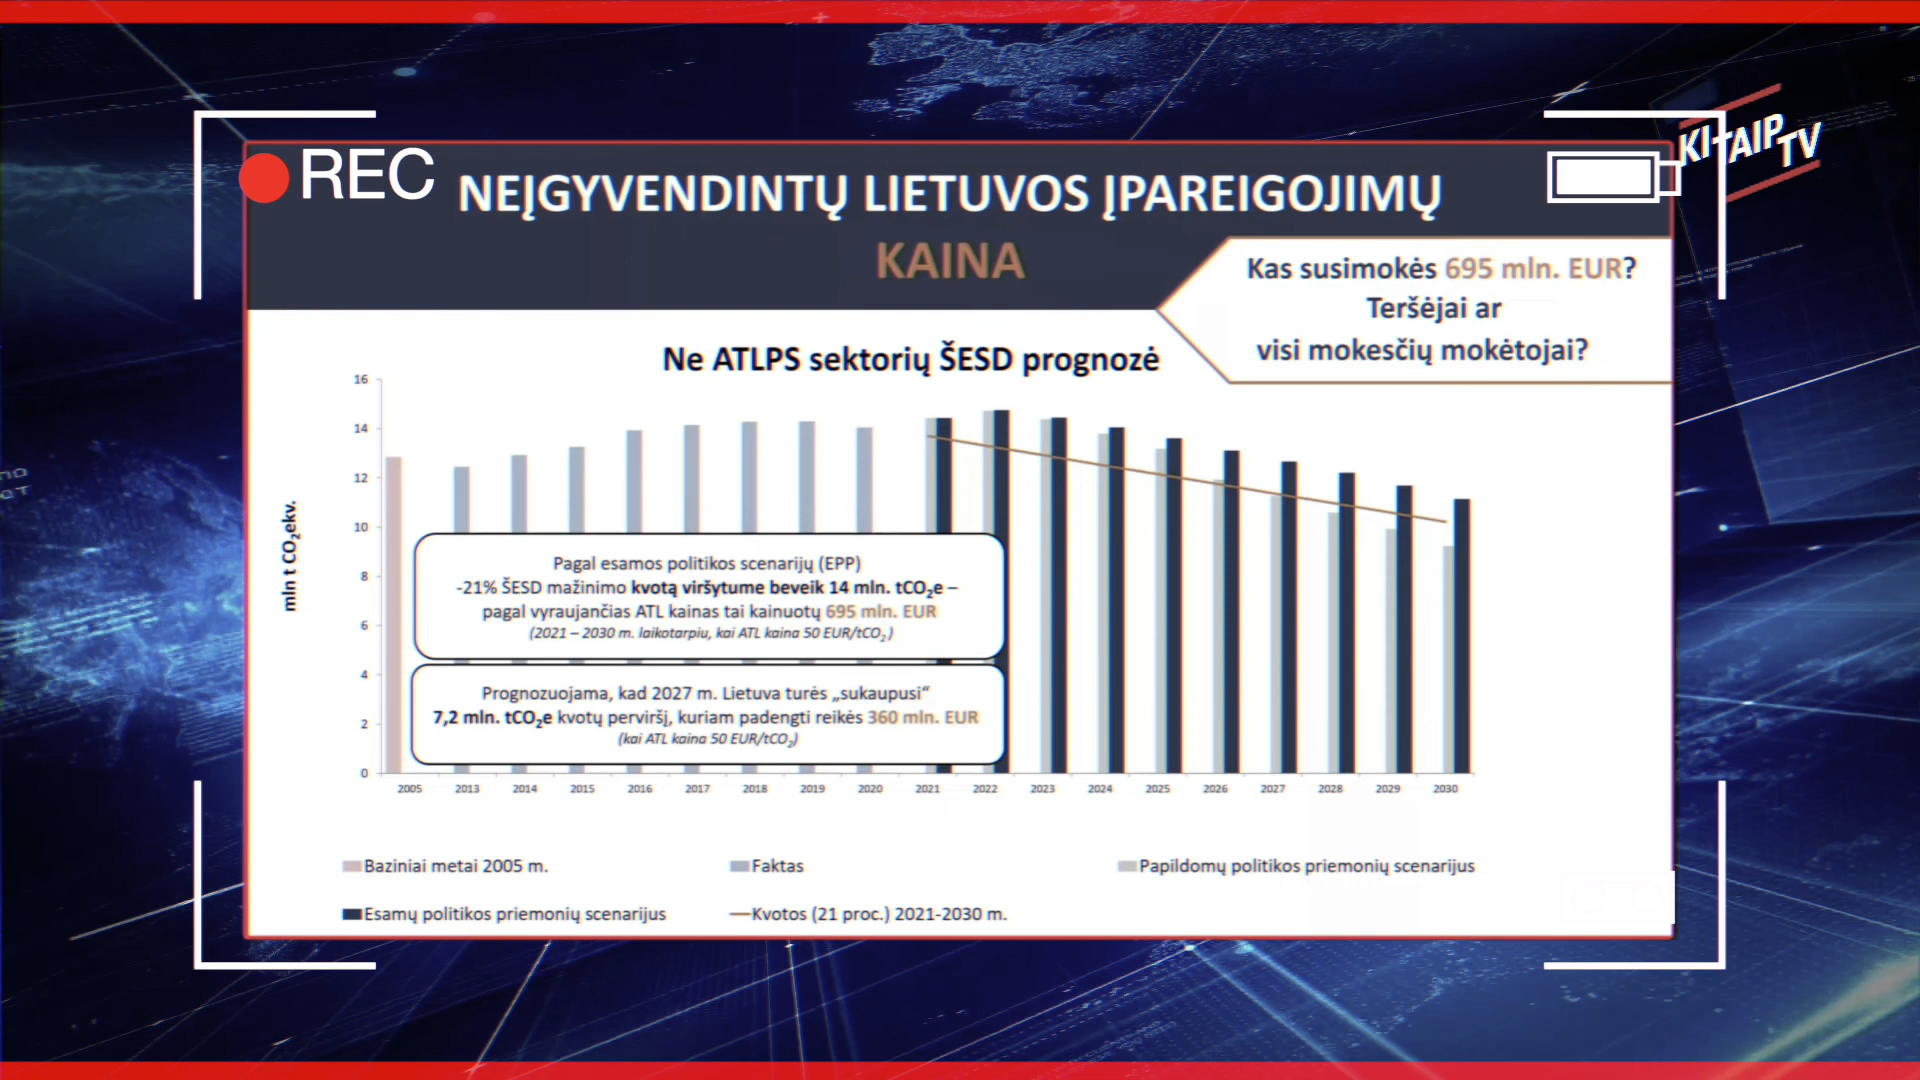 REC
KITAIP TV
NEĮGYVENDINTŲ LIETUVOS ĮPAREIGOJIMŲ
KAINA
Kas susimokės 695 mln. EUR?
Teršėjai ar
visi mokesčių mokėtojai?
Ne ATLPS sektorių ŠESD prognozė
mln t CO₂ekv.
16
14
12
10
8
6
4
2
0
Pagal esamos politikos scenarijų (EPP)
-21% ŠESD mažinimo kvotą viršytume beveik 14 mln. tCO₂e –
pagal vyraujančias ATL kainas tai kainuotų 695 mln. EUR
(2021 – 2030 m. laikotarpiu, kai ATL kaina 50 EUR/tCO₂ )
Prognozuojama, kad 2027 m. Lietuva turės „sukaupusi“
7,2 mln. tCO₂e kvotų perviršį, kuriam padengti reikės 360 mln. EUR
(kai ATL kaina 50 EUR/tCO₂)
2005 2013 2014 2015 2016 2017 2018 2019 2020 2021 2022 2023 2024 2025 2026 2027 2028 2029 2030
Baziniai metai 2005 m. Faktas Papildomų politikos priemonių scenarijus
Esamų politikos priemonių scenarijus Kvotos (21 proc.) 2021-2030 m.